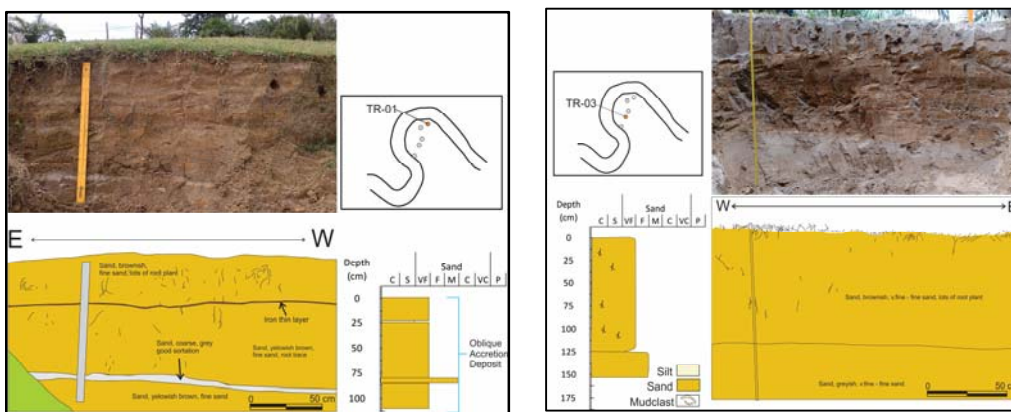 TR-01
E
W
Sand, brownish,
fine sand, lots of root plant
Iron thin layer
Sand, coarse, grey
good sortation
Sand, yelowish brown,
fine sand, root trace
Sand, yelowish brown, fine sand
0 50 cm
Depth
(cm)
Sand
C S VF F M C VC P
0
25
50
75
100
Oblique
Accretion
Deposit
TR-03
Depth
(cm)
Sand
C S VF F M C VC P
0
25
50
75
100
125
150
175
Silt
Sand
Mudclast
W
E
Sand, brownish, v.fine - fine sand, lots of root plant
Sand, greyish, v.fine - fine sand
0 50 cm